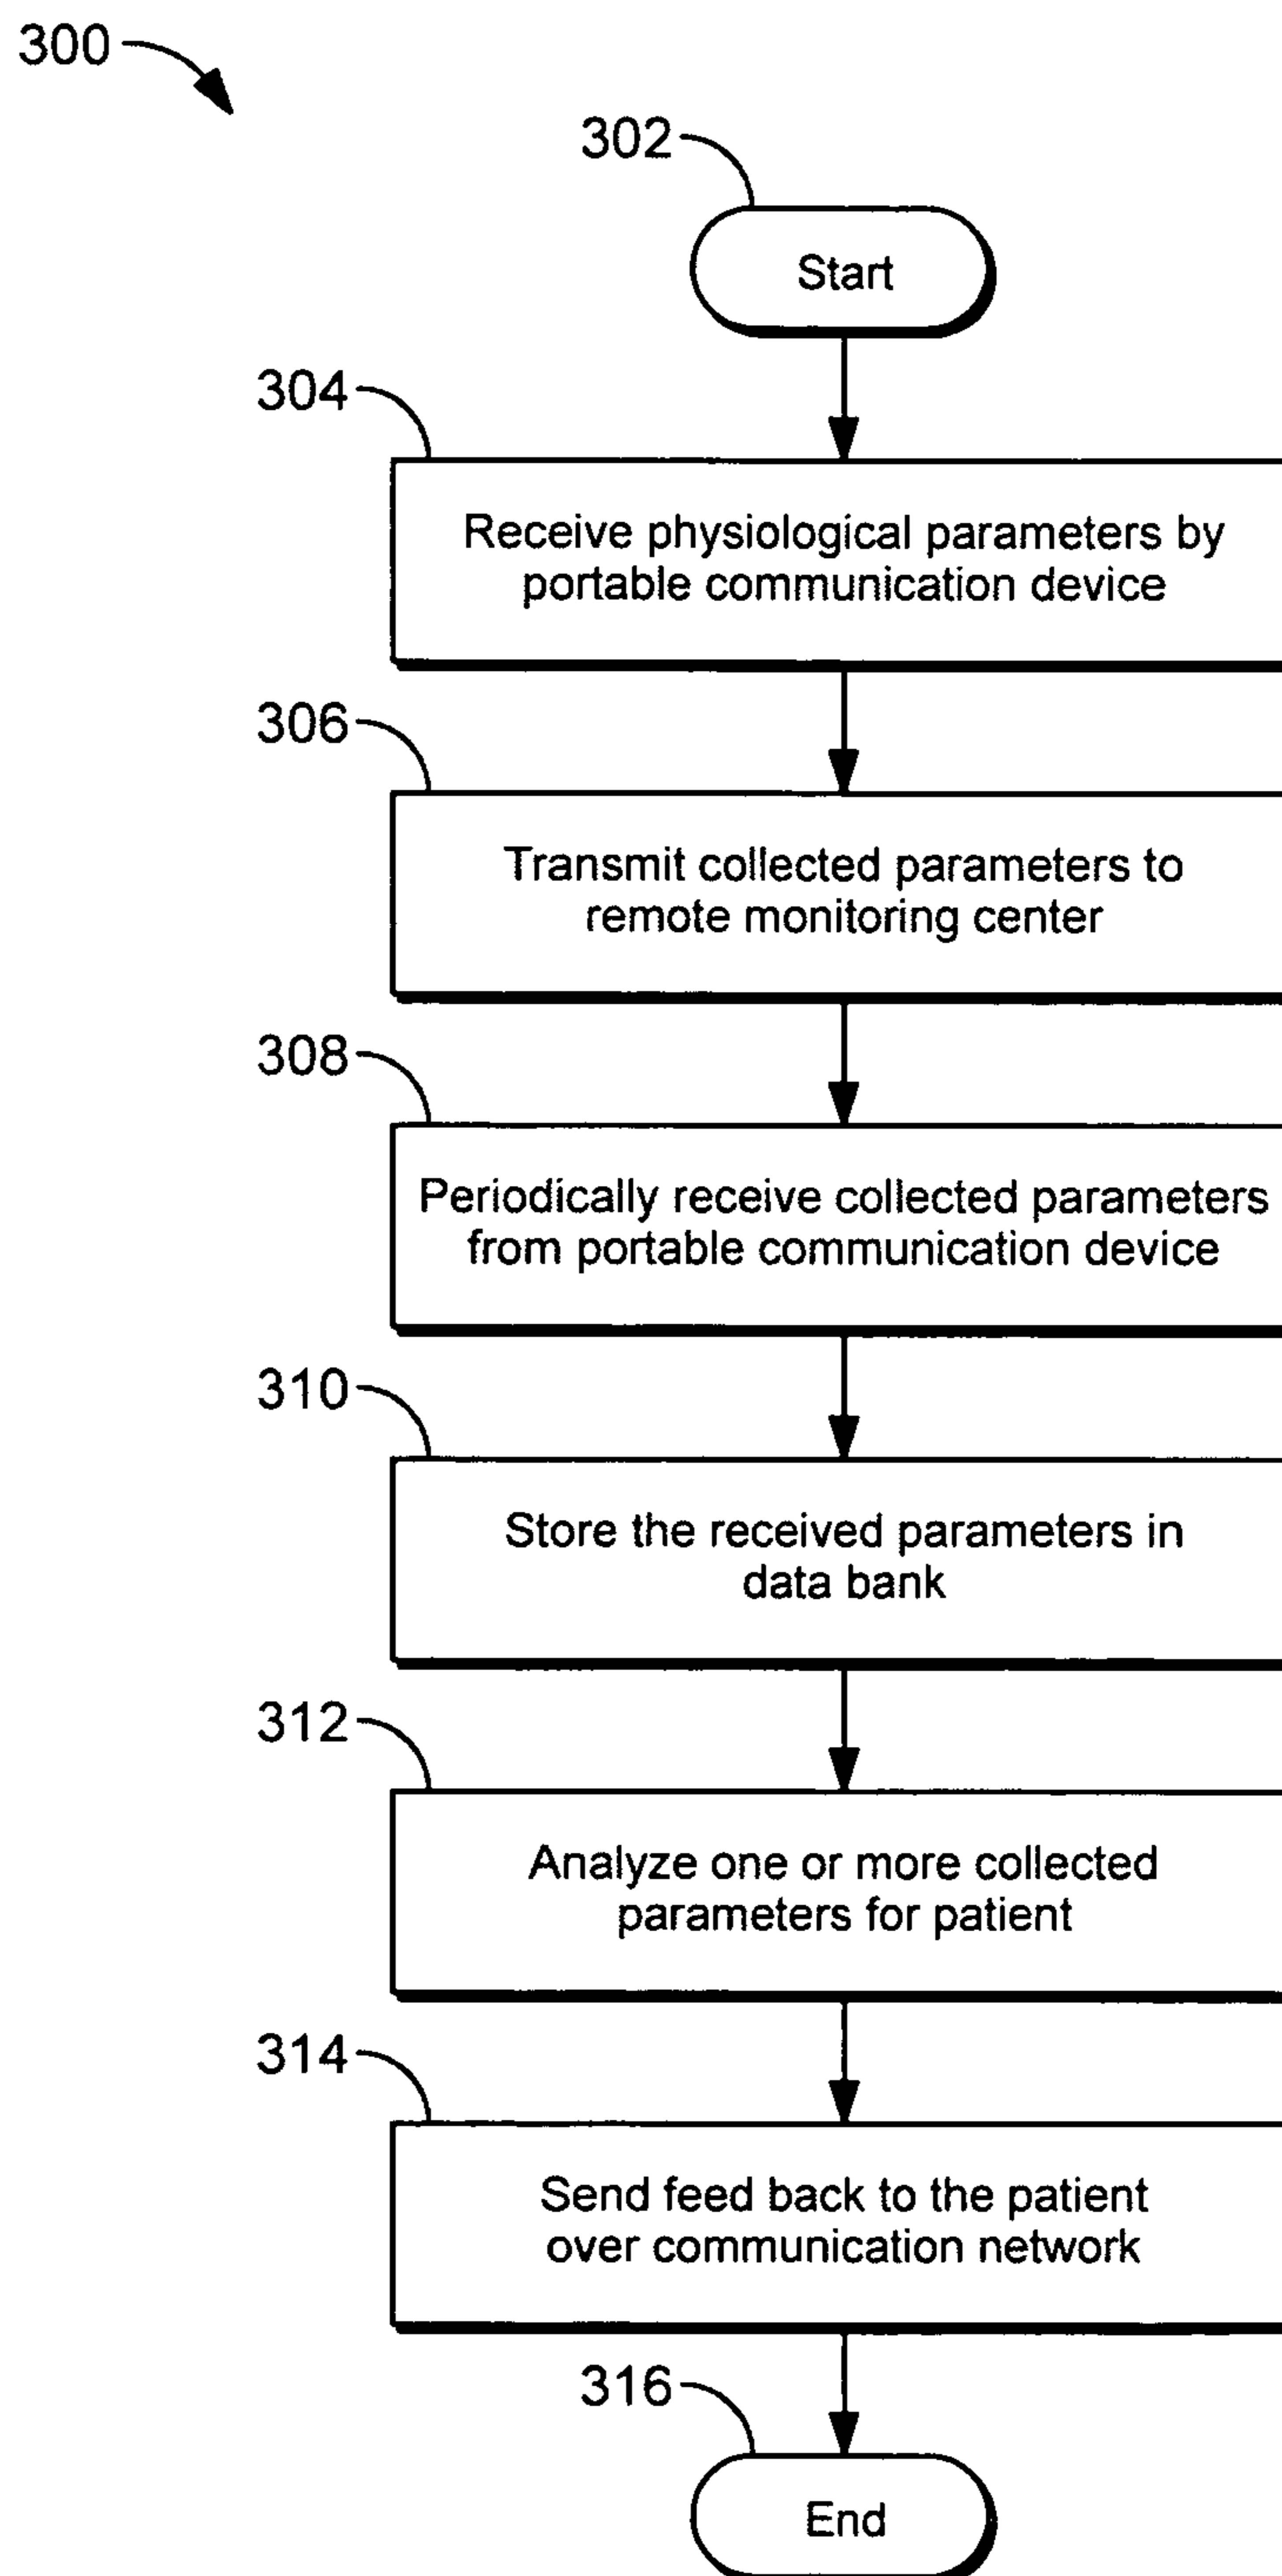 300
302
Start
304
Receive physiological parameters by
portable communication device
306
Transmit collected parameters to
remote monitoring center
308
Periodically receive collected parameters
from portable communication device
310
Store the received parameters in
data bank
312
Analyze one or more collected
parameters for patient
314
Send feed back to the patient
over communication network
316
End